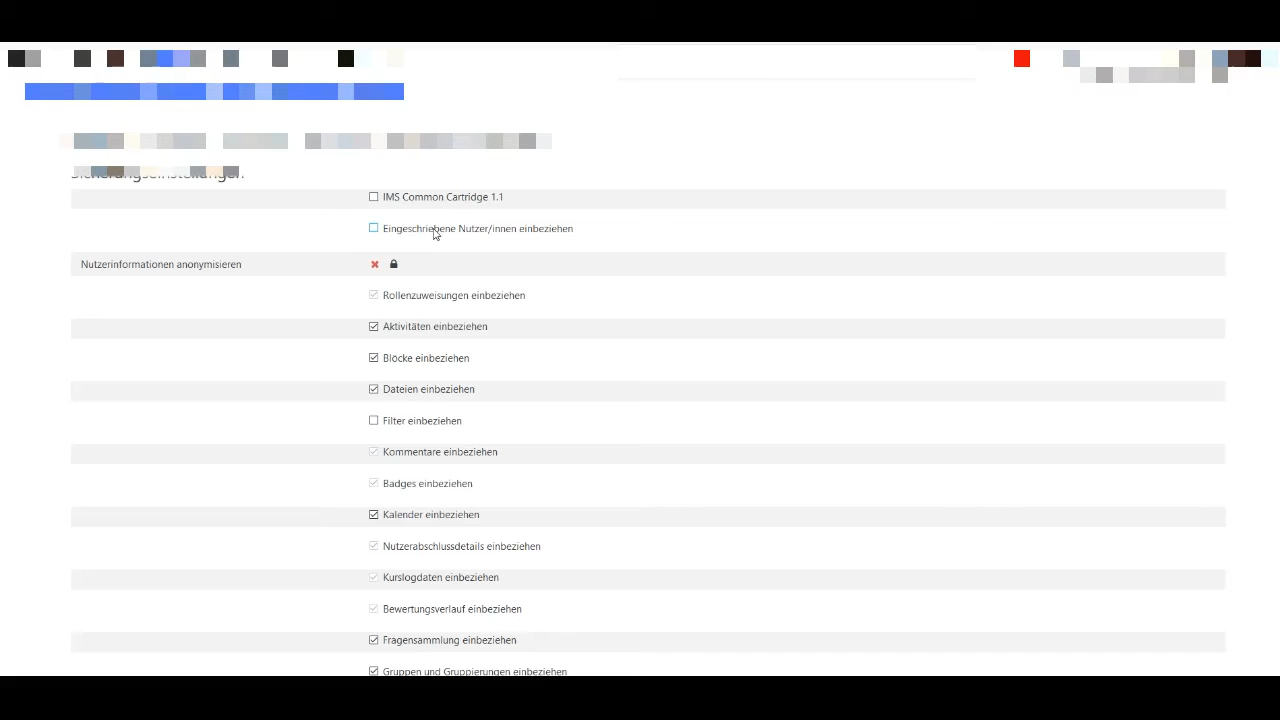 Sicherungseinstellungen
IMS Common Cartridge 1.1
Eingeschriebene Nutzer/innen einbeziehen
Nutzerinformationen anonymisieren
Rollenzuweisungen einbeziehen
Aktivitäten einbeziehen
Blöcke einbeziehen
Dateien einbeziehen
Filter einbeziehen
Kommentare einbeziehen
Badges einbeziehen
Kalender einbeziehen
Nutzerabschlussdetails einbeziehen
Kurslogdaten einbeziehen
Bewertungsverlauf einbeziehen
Fragensammlung einbeziehen
Gruppen und Gruppierungen einbeziehen